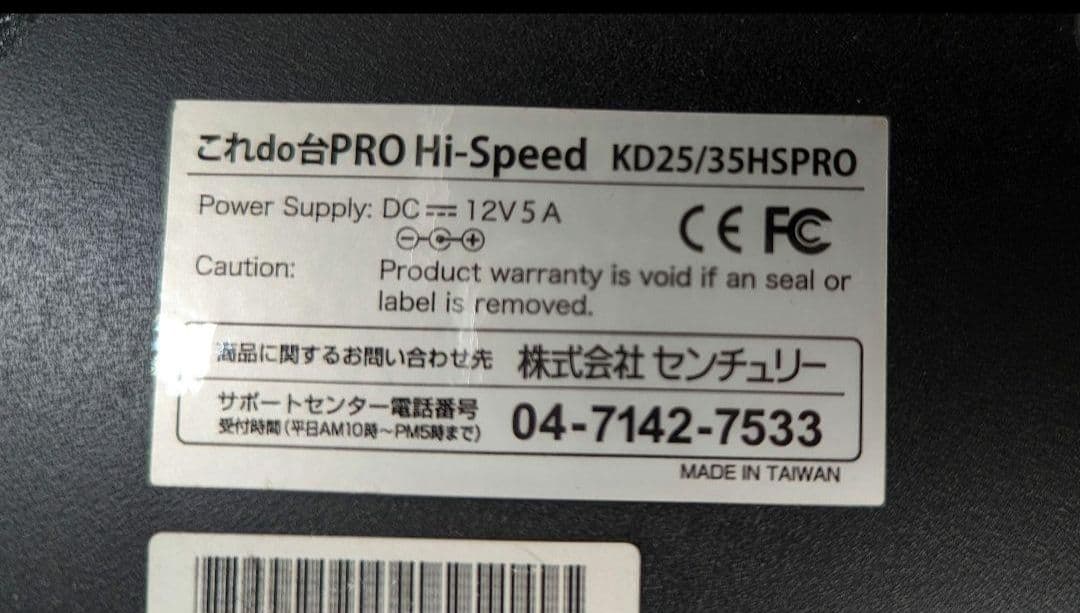 これdo台PRO Hi-Speed KD25/35HSPRO
Power Supply: DC 12V 5A
CE FC
Caution: Product warranty is void if an seal or
label is removed.
商品に関するお問い合わせ先 株式会社 センチュリー
サポートセンター電話番号
受付時間(平日AM10時～PM5時まで)
04-7142-7533
MADE IN TAIWAN